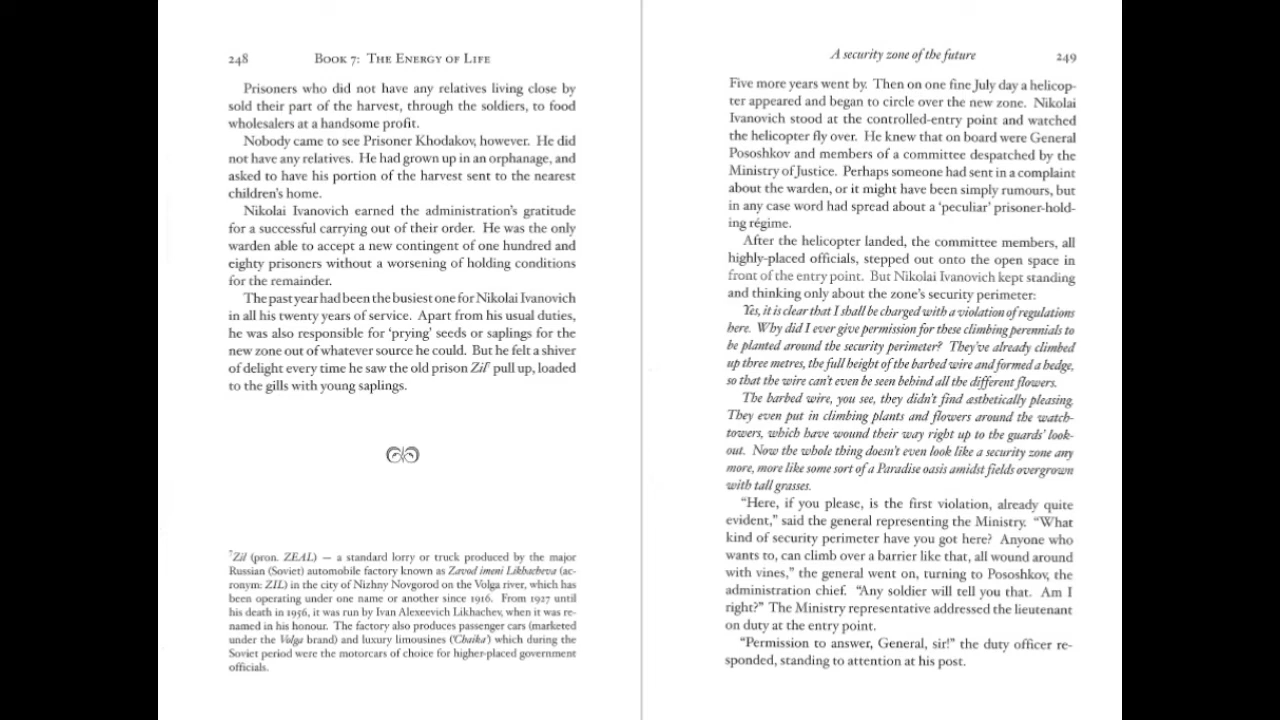 248 Book 7: The Energy of Life
Prisoners who did not have any relatives living close by
sold their part of the harvest, through the soldiers, to food
wholesalers at a handsome profit.
Nobody came to see Prisoner Khodakov, however. He did
not have any relatives. He had grown up in an orphanage, and
asked to have his portion of the harvest sent to the nearest
children's home.
Nikolai Ivanovich earned the administration's gratitude
for a successful carrying out of their order. He was the only
warden able to accept a new contingent of one hundred and
eighty prisoners without a worsening of holding conditions
for the remainder.
The past year had been the busiest one for Nikolai Ivanovich
in all his twenty years of service. Apart from his usual duties,
he was also responsible for 'prying' seeds or saplings for the
new zone out of whatever source he could. But he felt a shiver
of delight every time he saw the old prison Zil⁷ pull up, loaded
to the gills with young saplings.
⁷Zil (pron. ZEAL) — a standard lorry or truck produced by the major
Russian (Soviet) automobile factory known as Zavod imeni Likhacheva (ac-
ronym: ZIL) in the city of Nizhny Novgorod on the Volga river, which has
been operating under one name or another since 1916. From 1927 until
his death in 1956, it was run by Ivan Alexeevich Likhachev, when it was re-
named in his honour. The factory also produces passenger cars (marketed
under the Volga brand) and luxury limousines ('Chaika') which during the
Soviet period were the motorcars of choice for higher-placed government
officials.
A security zone of the future 249
Five more years went by. Then on one fine July day a helicop-
ter appeared and began to circle over the new zone. Nikolai
Ivanovich stood at the controlled-entry point and watched
the helicopter fly over. He knew that on board were General
Pososhkov and members of a committee despatched by the
Ministry of Justice. Perhaps someone had sent in a complaint
about the warden, or it might have been simply rumours, but
in any case word had spread about a 'peculiar' prisoner-hold-
ing régime.
After the helicopter landed, the committee members, all
highly-placed officials, stepped out onto the open space in
front of the entry point. But Nikolai Ivanovich kept standing
and thinking only about the zone's security perimeter:
Yes, it is clear that I shall be charged with a violation of regulations
here. Why did I ever give permission for these climbing perennials to
be planted around the security perimeter? They've already climbed
up three metres, the full height of the barbed wire and formed a hedge,
so that the wire can't even be seen behind all the different flowers.
The barbed wire, you see, they didn't find æsthetically pleasing.
They even put in climbing plants and flowers around the watch-
towers, which have wound their way right up to the guards' look-
out. Now the whole thing doesn't even look like a security zone any
more, more like some sort of a Paradise oasis amidst fields overgrown
with tall grasses.
"Here, if you please, is the first violation, already quite
evident," said the general representing the Ministry. "What
kind of security perimeter have you got here? Anyone who
wants to, can climb over a barrier like that, all wound around
with vines," the general went on, turning to Pososhkov, the
administration chief. "Any soldier will tell you that. Am I
right?" The Ministry representative addressed the lieutenant
on duty at the entry point.
"Permission to answer, General, sir!" the duty officer re-
sponded, standing to attention at his post.